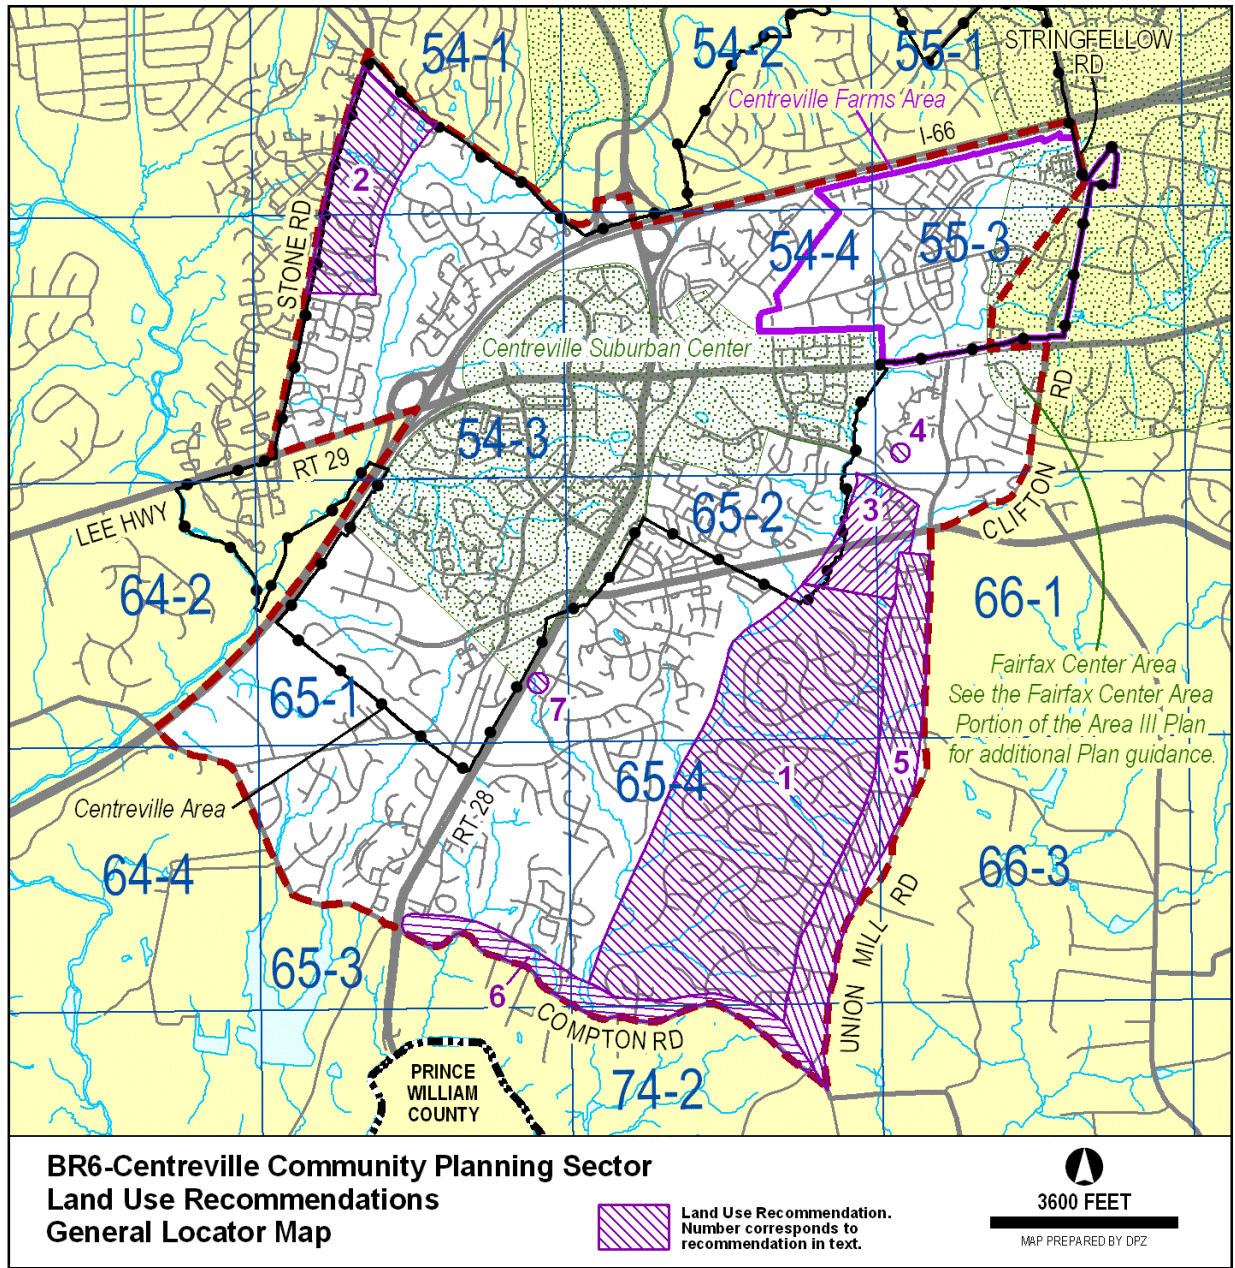 54-1
54-2
55-1
STRINGFELLOW
RD
Centreville Farms Area
I-66
2
STONE RD
54-4
55-3
Centreville Suburban Center
RD
54-3
4
RT 29
CLIFTON
LEE HWY
65-2
3
64-2
66-1
65-1
7
Fairfax Center Area
See the Fairfax Center Area
Portion of the Area III Plan
for additional Plan guidance.
65-4
1
5
Centreville Area
RT 28
64-4
66-3
RD
MILL
65-3
6
UNION
COMPTON RD
PRINCE
WILLIAM
COUNTY
74-2
BR6-Centreville Community Planning Sector
Land Use Recommendations
General Locator Map
Land Use Recommendation.
Number corresponds to
recommendation in text.
3600 FEET
MAP PREPARED BY DPZ